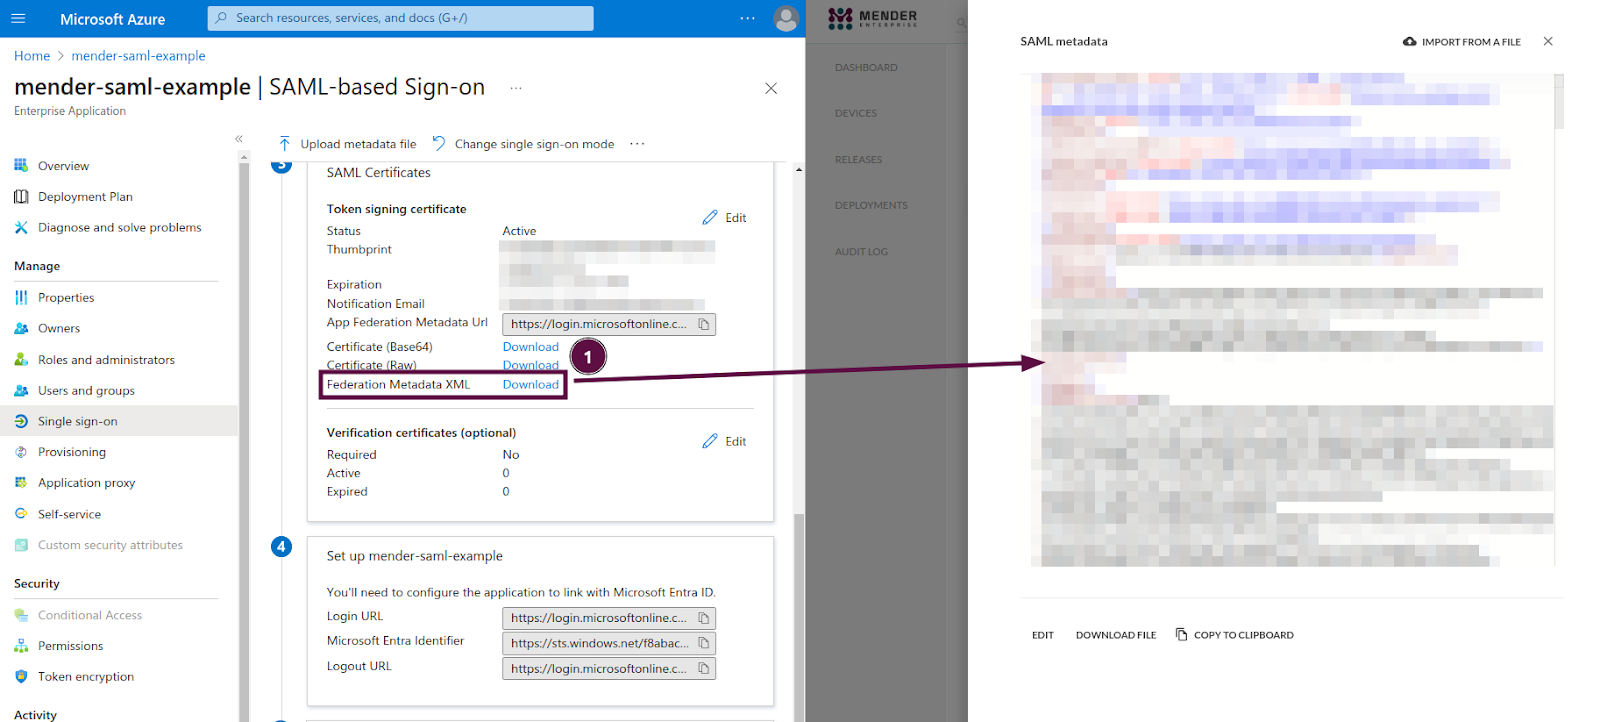 Microsoft Azure
Search resources, services, and docs (G+/)
Home > mender-saml-example
mender-saml-example | SAML-based Sign-on
Enterprise Application
Overview
Deployment Plan
Diagnose and solve problems
Manage
Properties
Owners
Roles and administrators
Users and groups
Single sign-on
Provisioning
Application proxy
Self-service
Custom security attributes
Security
Conditional Access
Permissions
Token encryption
Activity
Upload metadata file
Change single sign-on mode
3
SAML Certificates
Token signing certificate
Edit
Status Active
Thumbprint
Expiration
Notification Email
App Federation Metadata Url https://login.microsoftonline.c...
Certificate (Base64) Download
Certificate (Raw) Download
Federation Metadata XML Download
1
Verification certificates (optional)
Edit
Required No
Active 0
Expired 0
4
Set up mender-saml-example
You'll need to configure the application to link with Microsoft Entra ID.
Login URL https://login.microsoftonline.c...
Microsoft Entra Identifier https://sts.windows.net/f8abac...
Logout URL https://login.microsoftonline.c...
MENDER
ENTERPRISE
DASHBOARD
DEVICES
RELEASES
DEPLOYMENTS
AUDIT LOG
SAML metadata
IMPORT FROM A FILE
EDIT
DOWNLOAD FILE
COPY TO CLIPBOARD